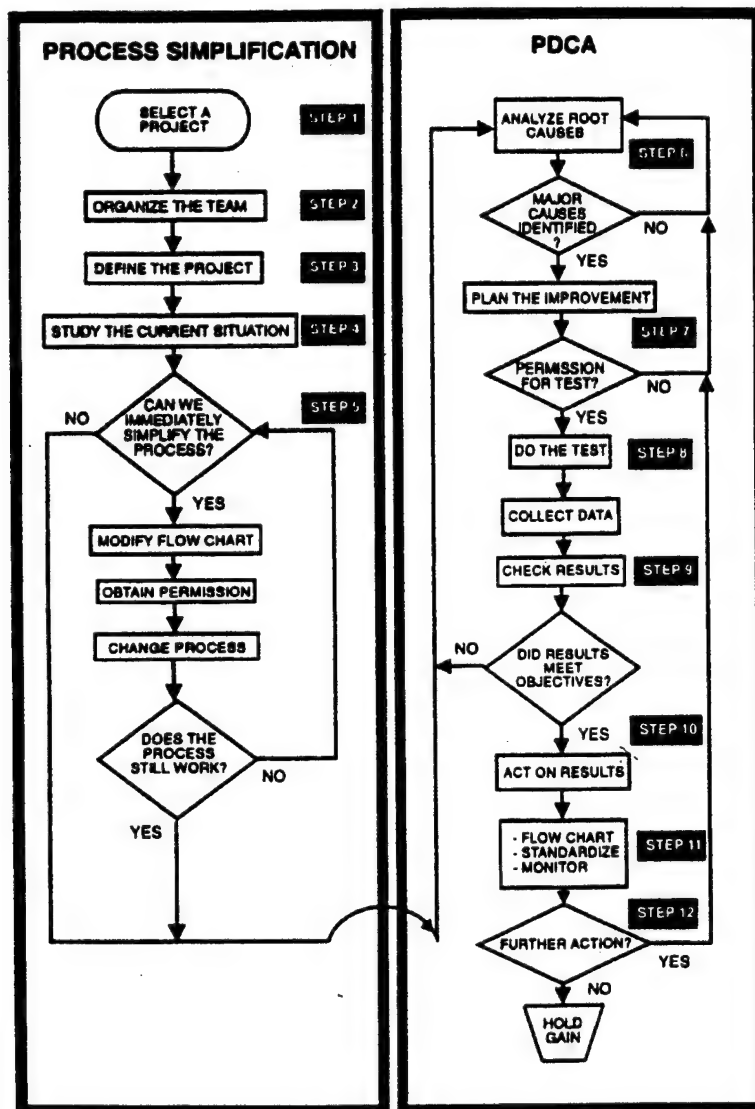 PROCESS SIMPLIFICATION
SELECT A
PROJECT
STEP 1
ORGANIZE THE TEAM
STEP 2
DEFINE THE PROJECT
STEP 3
STUDY THE CURRENT SITUATION
STEP 4
NO
CAN WE
IMMEDIATELY
SIMPLIFY THE
PROCESS?
STEP 5
YES
MODIFY FLOW CHART
OBTAIN PERMISSION
CHANGE PROCESS
DOES THE
PROCESS
STILL WORK?
NO
YES
PDCA
ANALYZE ROOT
CAUSES
STEP 6
MAJOR
CAUSES
IDENTIFIED
?
NO
YES
PLAN THE IMPROVEMENT
STEP 7
PERMISSION
FOR TEST?
NO
YES
DO THE TEST
STEP 8
COLLECT DATA
CHECK RESULTS
STEP 9
NO
DID RESULTS
MEET
OBJECTIVES?
YES
STEP 10
ACT ON RESULTS
- FLOW CHART
- STANDARDIZE
- MONITOR
STEP 11
STEP 12
FURTHER ACTION?
YES
NO
HOLD
GAIN